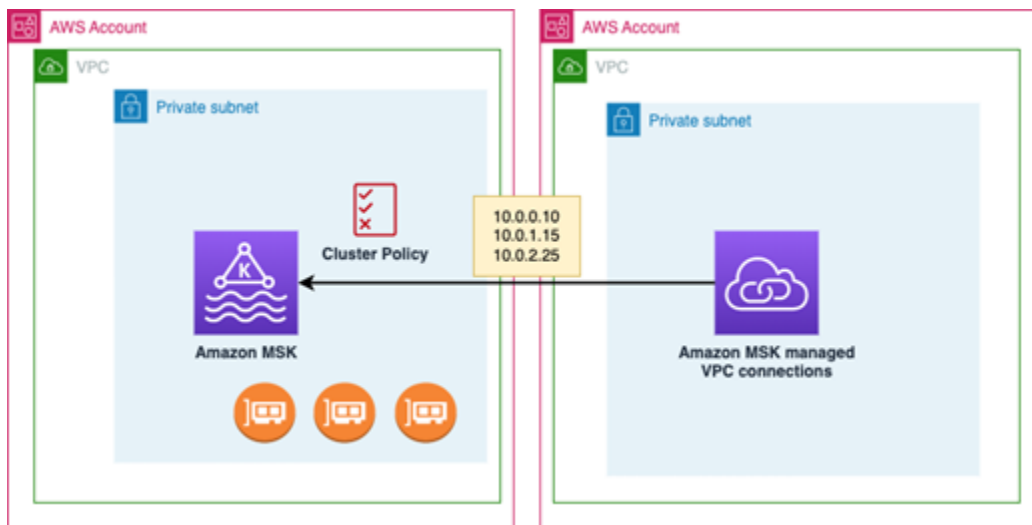 AWS Account
VPC
Private subnet
Cluster Policy
K
Amazon MSK
10.0.0.10
10.0.1.15
10.0.2.25
AWS Account
VPC
Private subnet
Amazon MSK managed
VPC connections